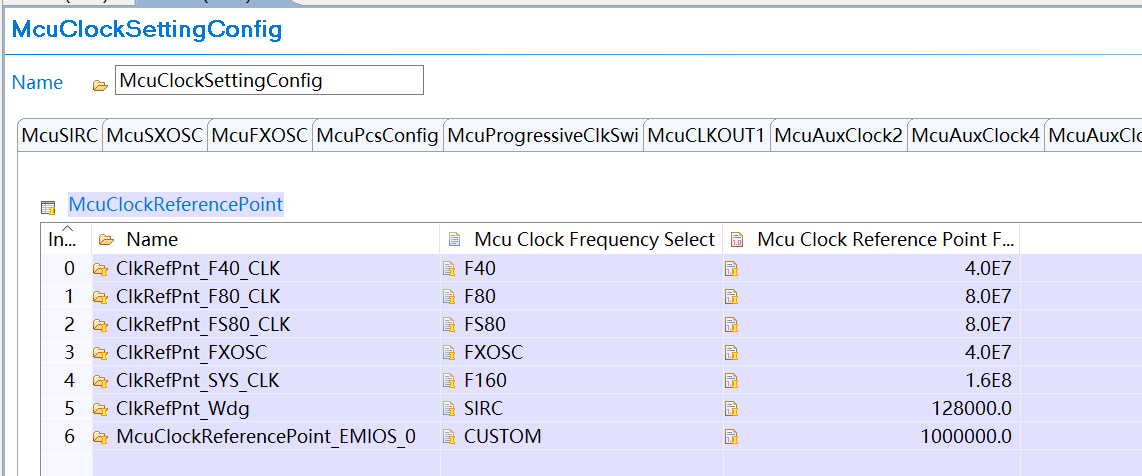 McuClockSettingConfig
Name McuClockSettingConfig
McuSIRC McuSXOSC McuFXOSC McuPcsConfig McuProgressiveClkSwi McuCLKOUT1 McuAuxClock2 McuAuxClock4 McuAuxClo
McuClockReferencePoint
In... Name Mcu Clock Frequency Select Mcu Clock Reference Point F...
0 ClkRefPnt_F40_CLK F40 4.0E7
1 ClkRefPnt_F80_CLK F80 8.0E7
2 ClkRefPnt_FS80_CLK FS80 8.0E7
3 ClkRefPnt_FXOSC FXOSC 4.0E7
4 ClkRefPnt_SYS_CLK F160 1.6E8
5 ClkRefPnt_Wdg SIRC 128000.0
6 McuClockReferencePoint_EMIOS_0 CUSTOM 1000000.0